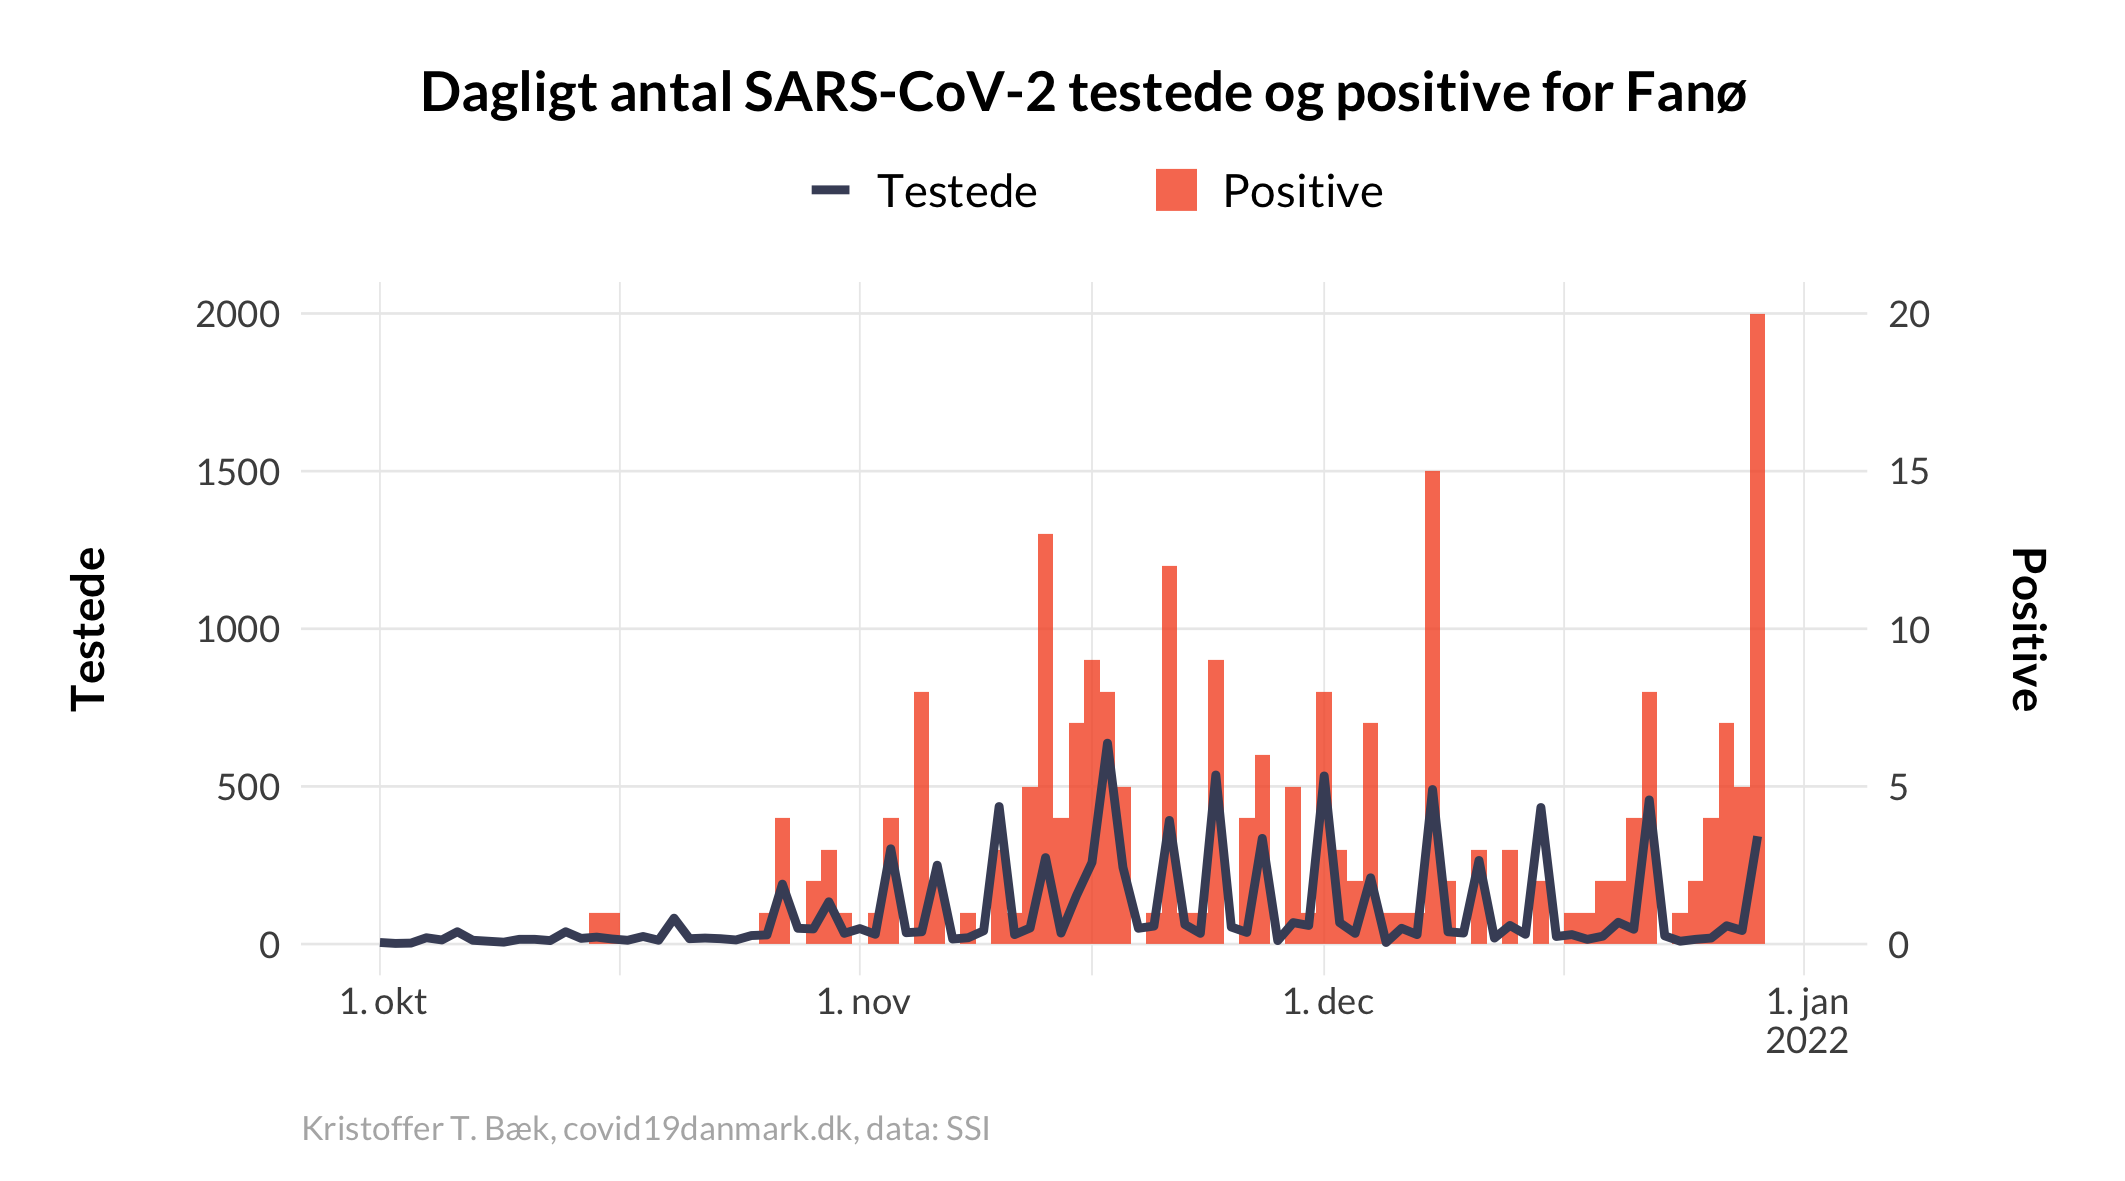 Dagligt antal SARS-CoV-2 testede og positive for Fanø
Testede
Positive
2000
1500
1000
500
0
Testede
20
15
10
5
0
Positive
1. okt
1. nov
1. dec
1. jan
2022
Kristoffer T. Bæk, covid19danmark.dk, data: SSI